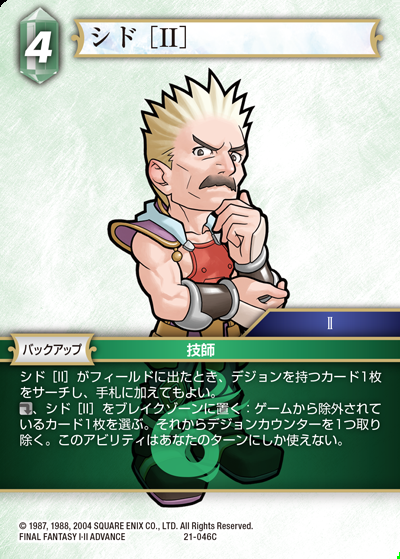 4
シド［II］
II
バックアップ
技師
シド［II］がフィールドに出たとき、デジョンを持つカード1枚
をサーチし、手札に加えてもよい。
、シド［II］をブレイクゾーンに置く：ゲームから除外されて
いるカード1枚を選ぶ。それからデジョンカウンターを1つ取り
除く。このアビリティはあなたのターンにしか使えない。
© 1987, 1988, 2004 SQUARE ENIX CO., LTD. All Rights Reserved.
FINAL FANTASY I·II ADVANCE
21-046C